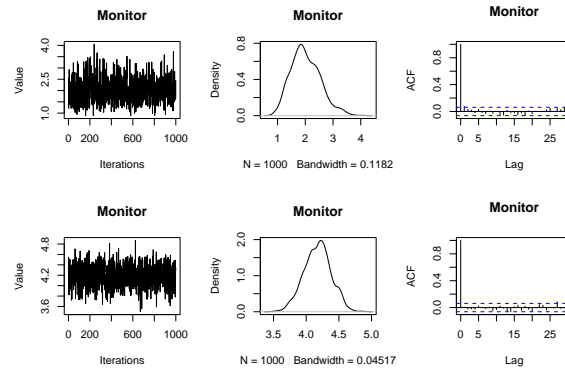 Monitor
Value
1.0
2.5
4.0
0 200 600 1000
Iterations
Monitor
Density
0.0
0.4
0.8
1 2 3 4
N = 1000 Bandwidth = 0.1182
Monitor
ACF
0.0
0.4
0.8
0 5 15 25
Lag
Monitor
Value
3.6
4.2
4.8
0 200 600 1000
Iterations
Monitor
Density
0.0
1.0
2.0
3.5 4.0 4.5 5.0
N = 1000 Bandwidth = 0.04517
Monitor
ACF
0.0
0.4
0.8
0 5 15 25
Lag